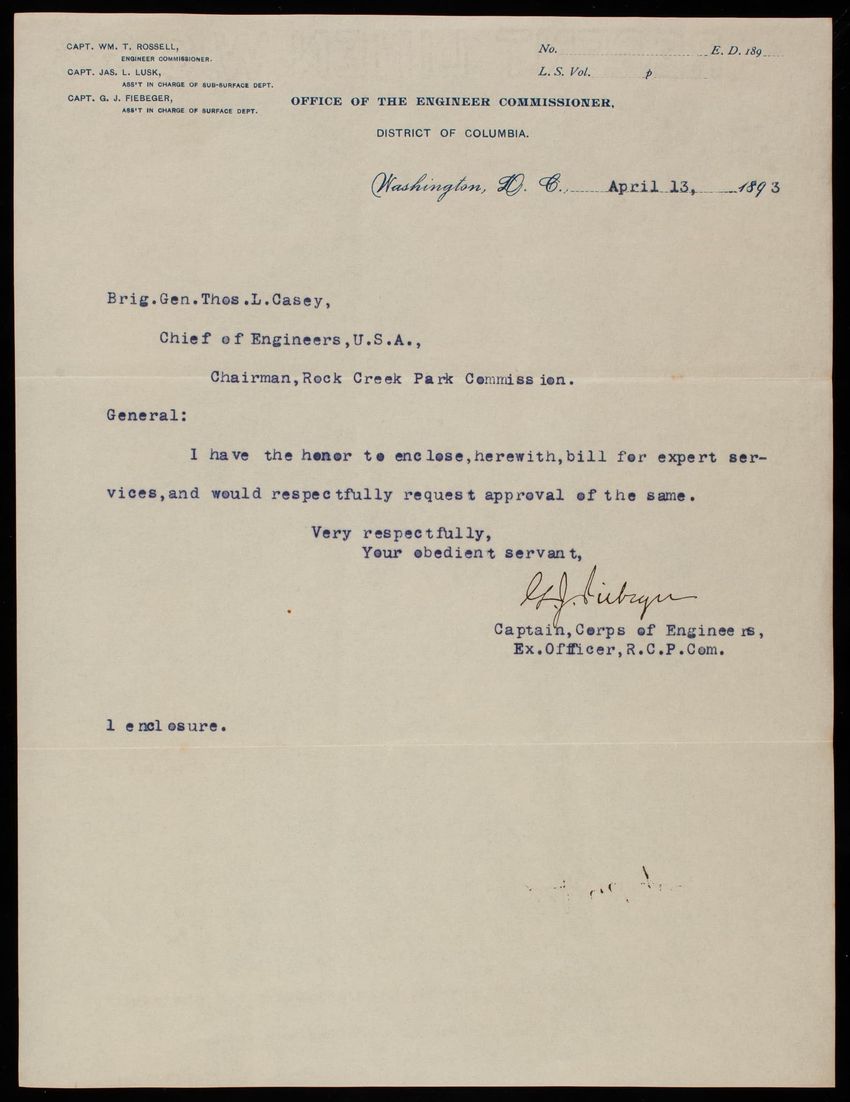 CAPT. WM. T. ROSSELL,
ENGINEER COMMISSIONER.
CAPT. JAS. L. LUSK,
ASS'T IN CHARGE OF SUB-SURFACE DEPT.
CAPT. G. J. FIEBEGER,
ASS'T IN CHARGE OF SURFACE DEPT.
No. E. D. 189
L. S. Vol. p
OFFICE OF THE ENGINEER COMMISSIONER,
DISTRICT OF COLUMBIA.
Washington, D. C., April 13, 1893
Brig.Gen.Thos.L.Casey,
Chief of Engineers,U.S.A.,
Chairman,Rock Creek Park Commission.
General:
I have the honor to enclose,herewith,bill for expert ser-
vices,and would respectfully request approval of the same.
Very respectfully,
Your obedient servant,
G. J. Fiebeger
Captain,Corps of Engineers,
Ex.Officer,R.C.P.Com.
1 enclosure.